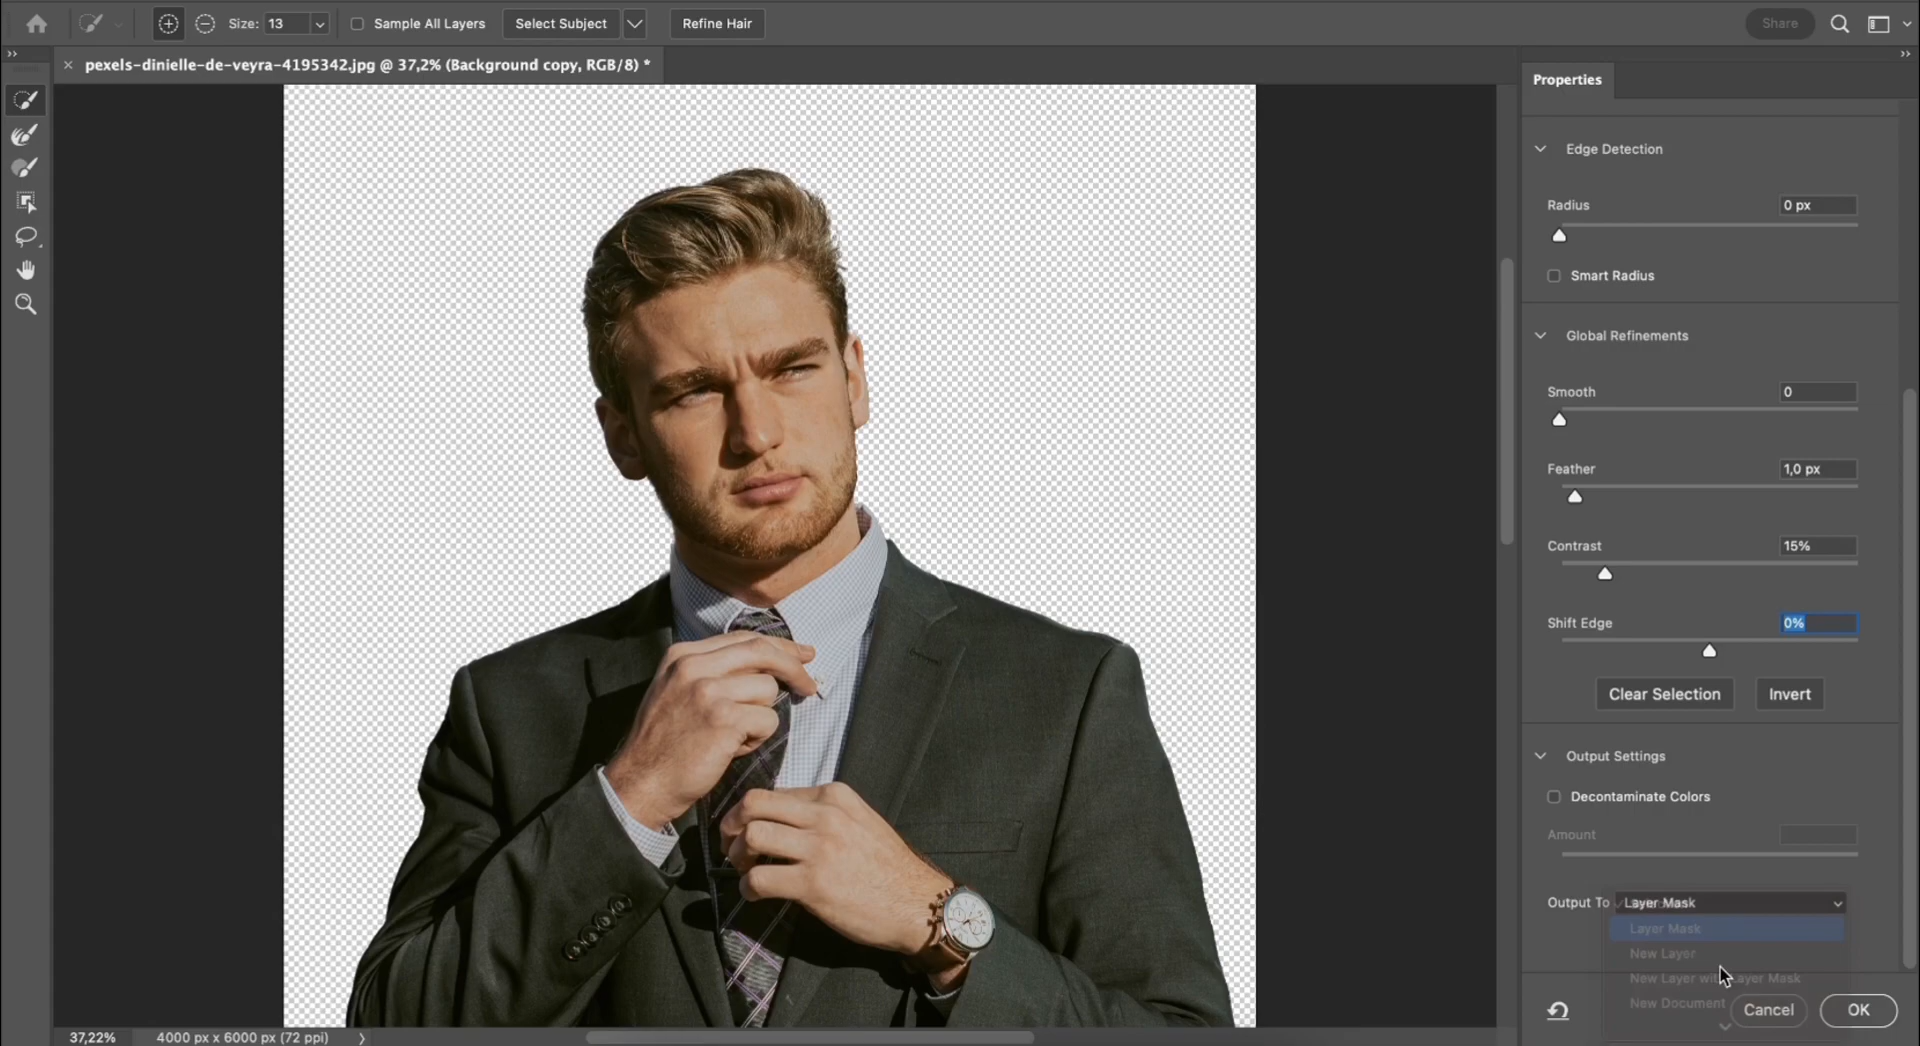 Size: 13
Sample All Layers
Select Subject
Refine Hair
Share
pexels-dinielle-de-veyra-4195342.jpg @ 37,2% (Background copy, RGB/8) *
Properties
Edge Detection
Radius 0 px
Smart Radius
Global Refinements
Smooth 0
Feather 1,0 px
Contrast 15%
Shift Edge 0%
Clear Selection Invert
Output Settings
Decontaminate Colors
Amount
Output To Layer Mask
Layer Mask
New Layer
New Layer with Layer Mask
New Document
Cancel OK
37,22% 4000 px x 6000 px (72 ppi)